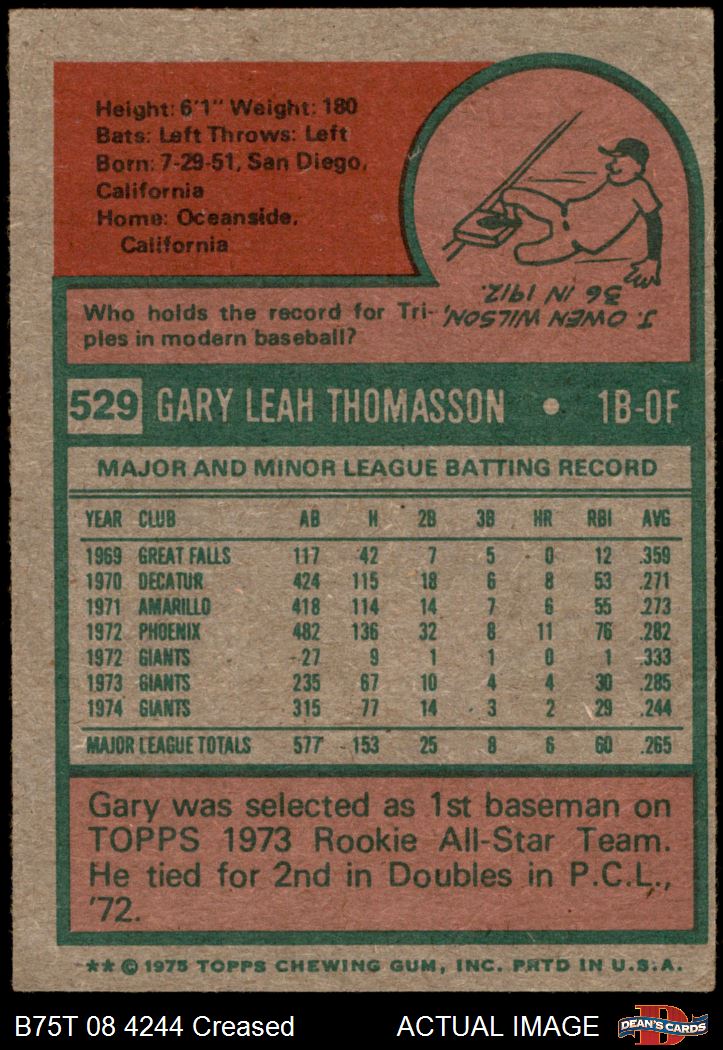 Height: 6'1" Weight: 180
Bats: Left Throws: Left
Born: 7-29-51, San Diego,
California
Home: Oceanside,
California
Who holds the record for Tri-
ples in modern baseball?
J. OWEN WILSON,
36 IN 1912.
529 GARY LEAH THOMASSON • 1B-OF
MAJOR AND MINOR LEAGUE BATTING RECORD
YEAR CLUB AB H 2B 3B HR RBI AVG
1969 GREAT FALLS 117 42 7 5 0 12 .359
1970 DECATUR 424 115 18 6 8 53 .271
1971 AMARILLO 418 114 14 7 6 55 .273
1972 PHOENIX 482 136 32 8 11 76 .282
1972 GIANTS 27 9 1 1 0 1 .333
1973 GIANTS 235 67 10 4 4 30 .285
1974 GIANTS 315 77 14 3 2 29 .244
MAJOR LEAGUE TOTALS 577 153 25 8 6 60 .265
Gary was selected as 1st baseman on
TOPPS 1973 Rookie All-Star Team.
He tied for 2nd in Doubles in P.C.L.,
'72.
** © 1975 TOPPS CHEWING GUM, INC. PRTD IN U.S.A.
B75T 08 4244 Creased ACTUAL IMAGE
DEAN'S CARDS